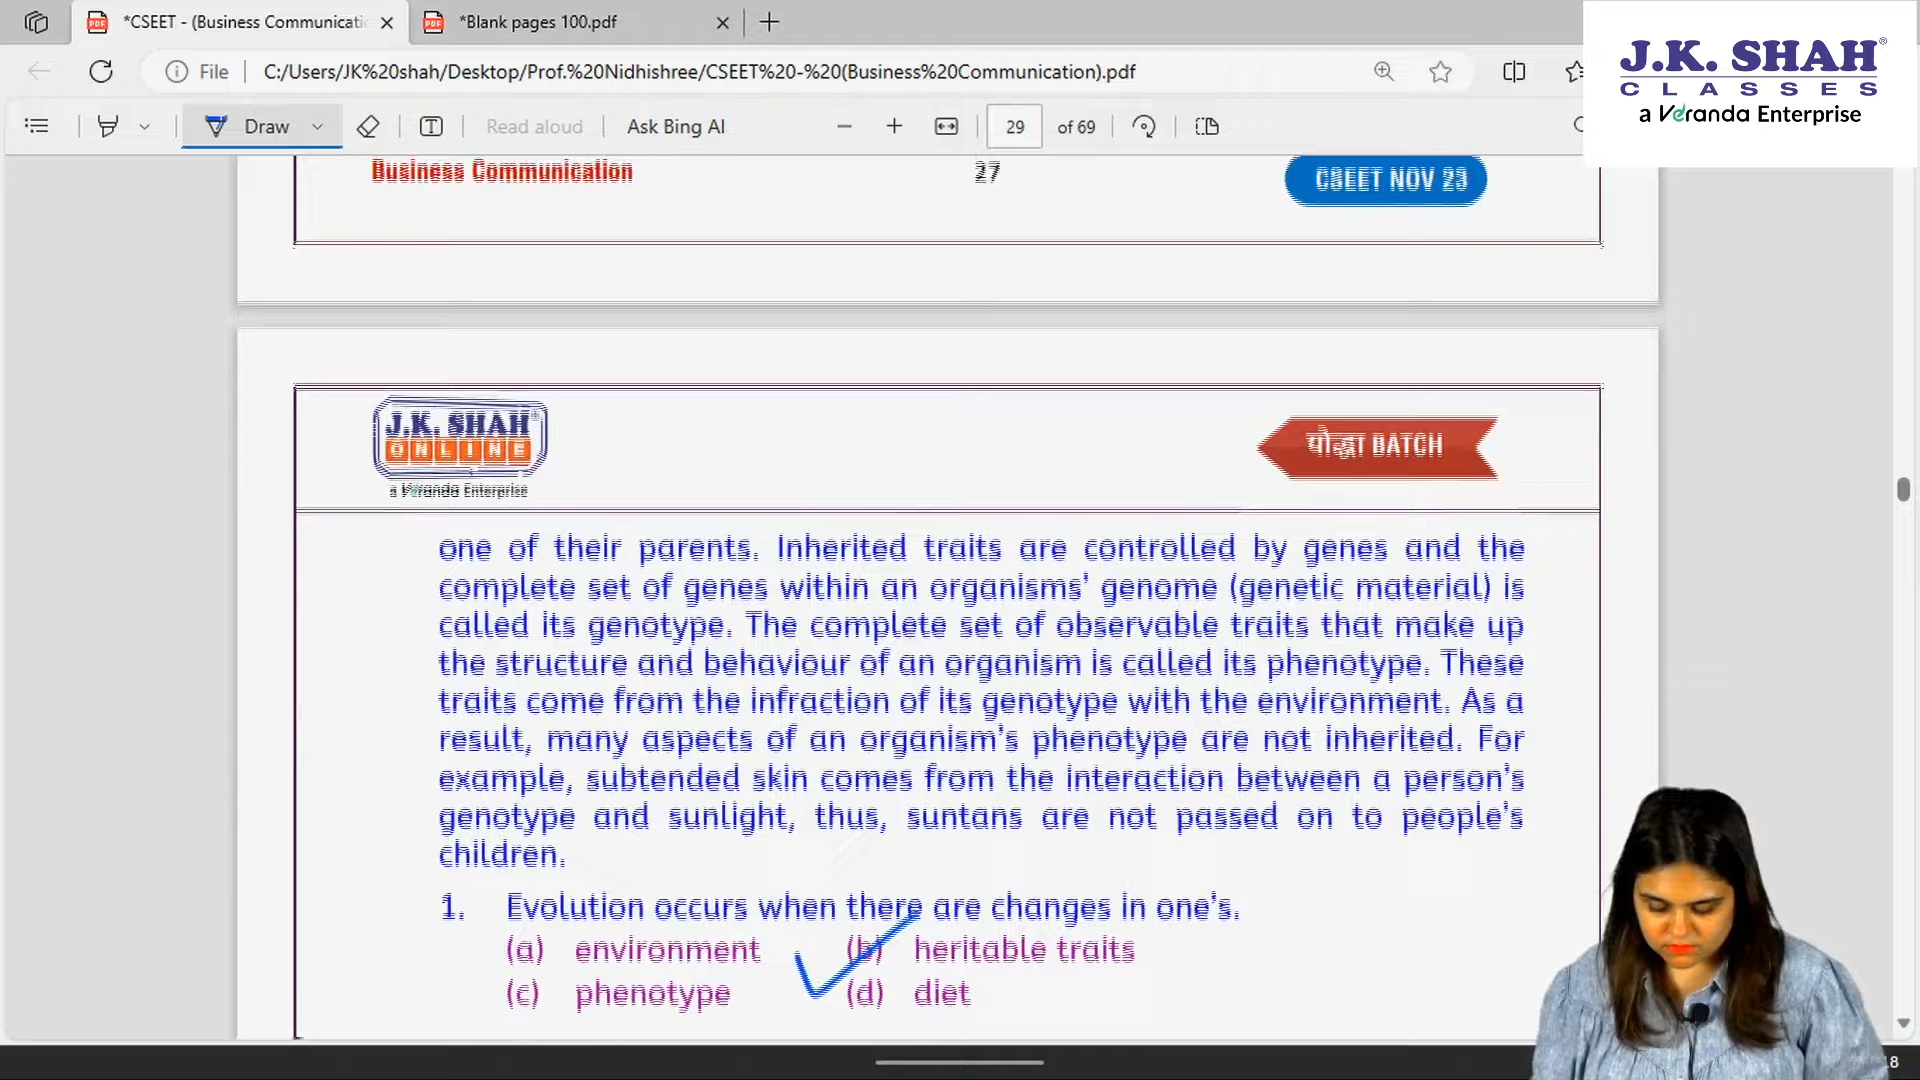 *CSEET - (Business Communicati
*Blank pages 100.pdf
J.K. SHAH®
CLASSES
a Veranda Enterprise
File
C:/Users/JK%20shah/Desktop/Prof.%20Nidhishree/CSEET%20-%20(Business%20Communication).pdf
Draw
Read aloud
Ask Bing AI
29
of 69
Business Communication
27
CSEET NOV 23
J.K. SHAH®
ONLINE
a Veranda Enterprise
योद्धा BATCH
one of their parents. Inherited traits are controlled by genes and the
complete set of genes within an organisms' genome (genetic material) is
called its genotype. The complete set of observable traits that make up
the structure and behaviour of an organism is called its phenotype. These
traits come from the infraction of its genotype with the environment. As a
result, many aspects of an organism's phenotype are not inherited. For
example, subtended skin comes from the interaction between a person's
genotype and sunlight, thus, suntans are not passed on to people's
children.
1. Evolution occurs when there are changes in one's.
(a) environment (b) heritable traits
(c) phenotype (d) diet
18